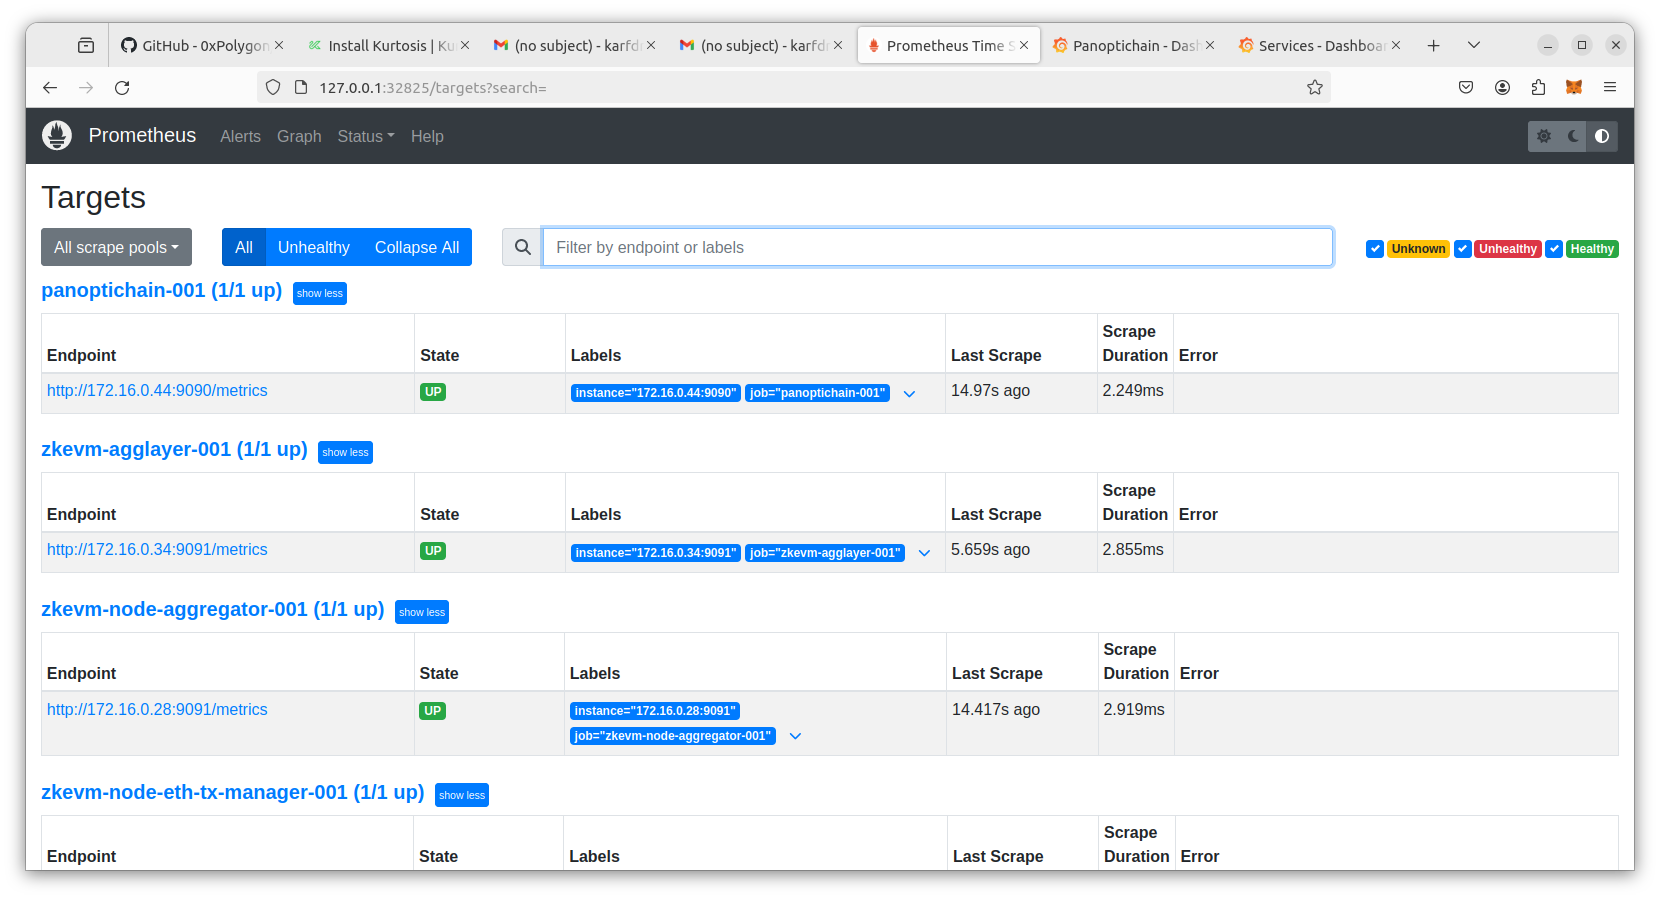 GitHub - 0xPolygon
Install Kurtosis | Ku
(no subject) - karfd
(no subject) - karfd
Prometheus Time S
Panoptichain - Das
Services - Dashboar
127.0.0.1:32825/targets?search=
Prometheus Alerts Graph Status Help
Targets
All scrape pools All Unhealthy Collapse All Filter by endpoint or labels Unknown Unhealthy Healthy
panoptichain-001 (1/1 up) show less
Endpoint State Labels Last Scrape Scrape Duration Error
http://172.16.0.44:9090/metrics UP instance="172.16.0.44:9090" job="panoptichain-001" 14.97s ago 2.249ms
zkevm-agglayer-001 (1/1 up) show less
Endpoint State Labels Last Scrape Scrape Duration Error
http://172.16.0.34:9091/metrics UP instance="172.16.0.34:9091" job="zkevm-agglayer-001" 5.659s ago 2.855ms
zkevm-node-aggregator-001 (1/1 up) show less
Endpoint State Labels Last Scrape Scrape Duration Error
http://172.16.0.28:9091/metrics UP instance="172.16.0.28:9091" 14.417s ago 2.919ms
job="zkevm-node-aggregator-001"
zkevm-node-eth-tx-manager-001 (1/1 up) show less
Endpoint State Labels Last Scrape Scrape Duration Error